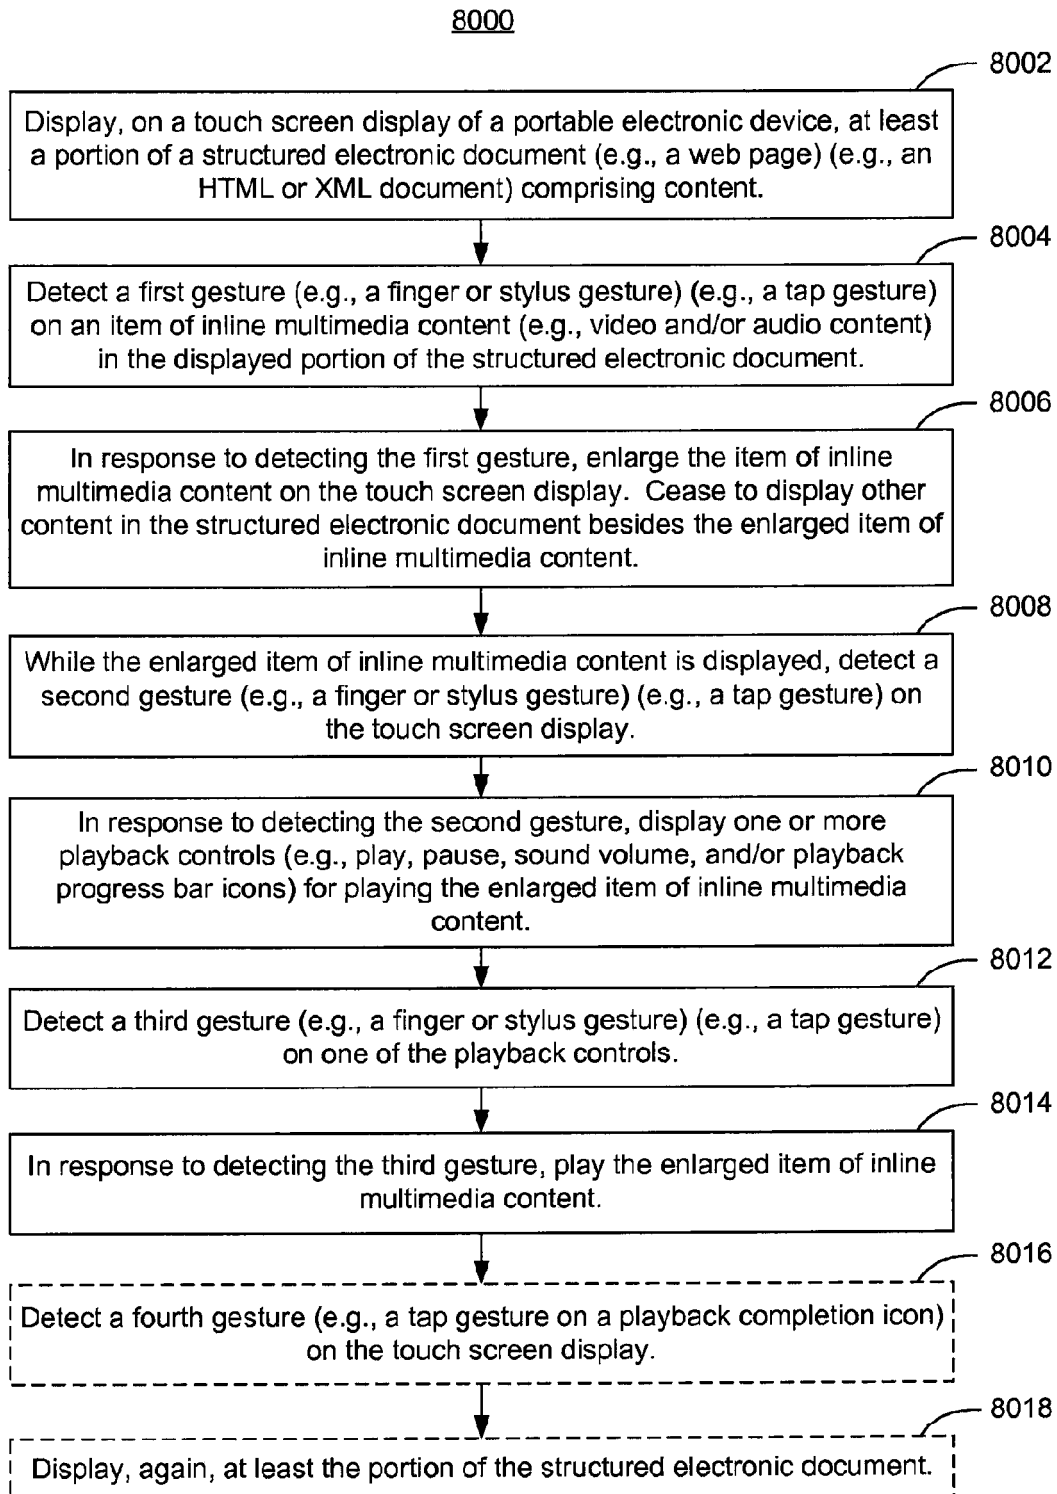 8000
8002
Display, on a touch screen display of a portable electronic device, at least
a portion of a structured electronic document (e.g., a web page) (e.g., an
HTML or XML document) comprising content.
8004
Detect a first gesture (e.g., a finger or stylus gesture) (e.g., a tap gesture)
on an item of inline multimedia content (e.g., video and/or audio content)
in the displayed portion of the structured electronic document.
8006
In response to detecting the first gesture, enlarge the item of inline
multimedia content on the touch screen display.  Cease to display other
content in the structured electronic document besides the enlarged item of
inline multimedia content.
8008
While the enlarged item of inline multimedia content is displayed, detect a
second gesture (e.g., a finger or stylus gesture) (e.g., a tap gesture) on
the touch screen display.
8010
In response to detecting the second gesture, display one or more
playback controls (e.g., play, pause, sound volume, and/or playback
progress bar icons) for playing the enlarged item of inline multimedia
content.
8012
Detect a third gesture (e.g., a finger or stylus gesture) (e.g., a tap gesture)
on one of the playback controls.
8014
In response to detecting the third gesture, play the enlarged item of inline
multimedia content.
8016
Detect a fourth gesture (e.g., a tap gesture on a playback completion icon)
on the touch screen display.
8018
Display, again, at least the portion of the structured electronic document.